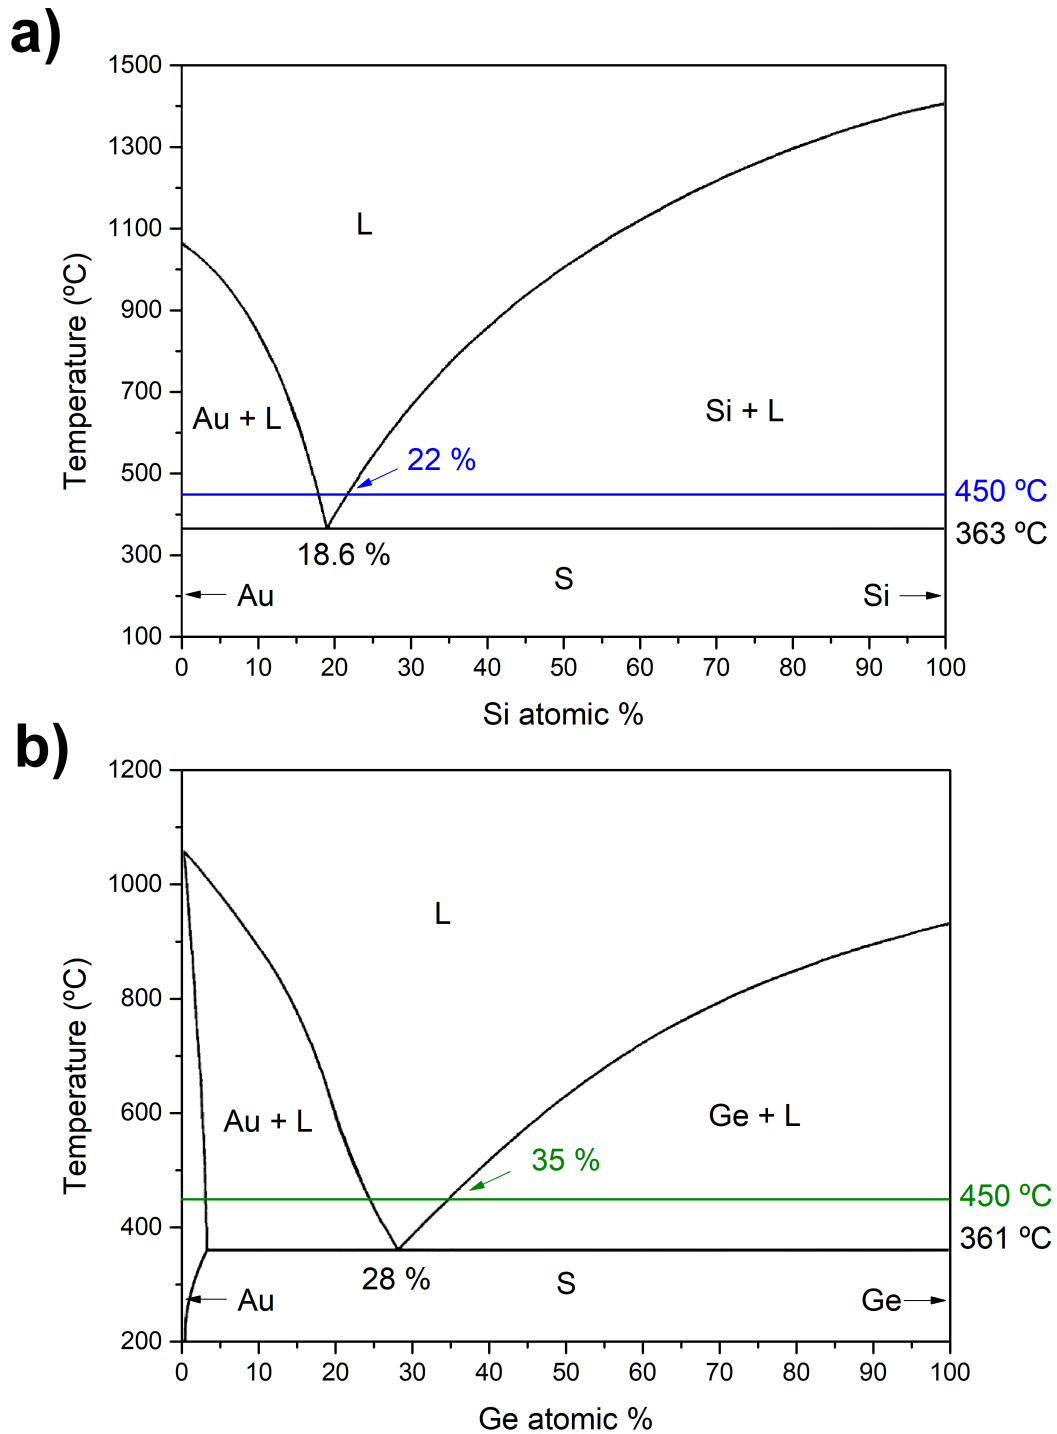 a)
1500
1300
1100
900
700
500
300
100
Temperature (ºC)
L
Au + L
Si + L
22 %
450 ºC
363 ºC
18.6 %
S
Au
Si
0 10 20 30 40 50 60 70 80 90 100
Si atomic %
b)
1200
1000
800
600
400
200
Temperature (ºC)
L
Au + L
Ge + L
35 %
450 ºC
361 ºC
28 %
S
Au
Ge
0 10 20 30 40 50 60 70 80 90 100
Ge atomic %